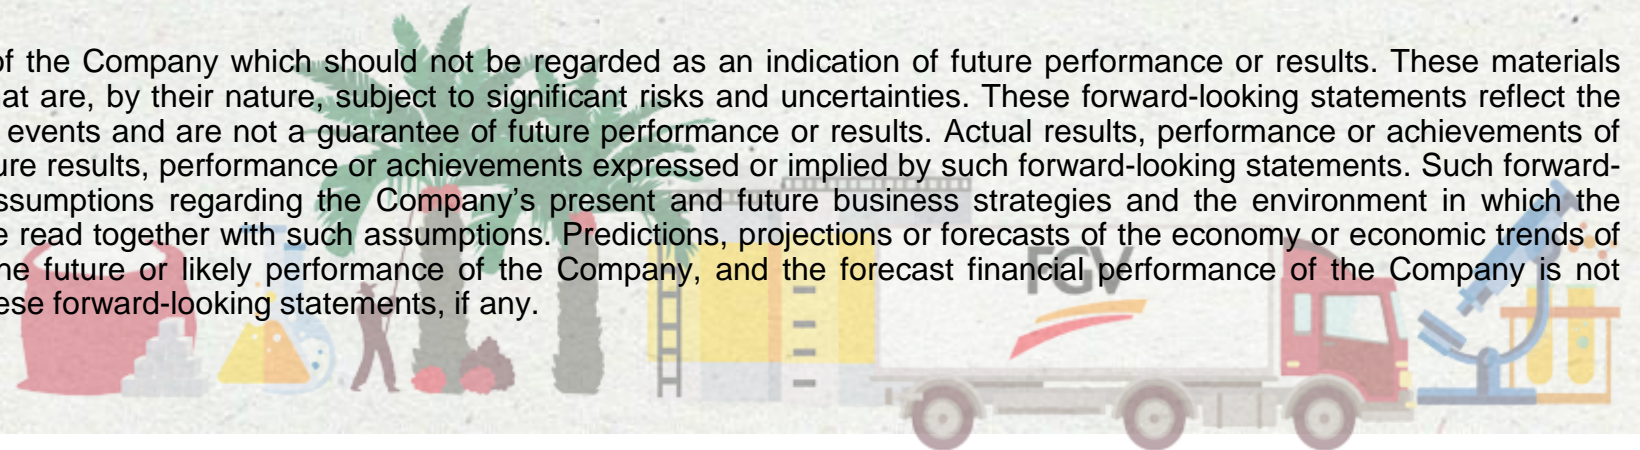 of the Company which should not be regarded as an indication of future performance or results. These materials
at are, by their nature, subject to significant risks and uncertainties. These forward-looking statements reflect the
events and are not a guarantee of future performance or results. Actual results, performance or achievements of
ure results, performance or achievements expressed or implied by such forward-looking statements. Such forward-
ssumptions regarding the Company’s present and future business strategies and the environment in which the
e read together with such assumptions. Predictions, projections or forecasts of the economy or economic trends of
he future or likely performance of the Company, and the forecast financial performance of the Company is not
ese forward-looking statements, if any.
FGV